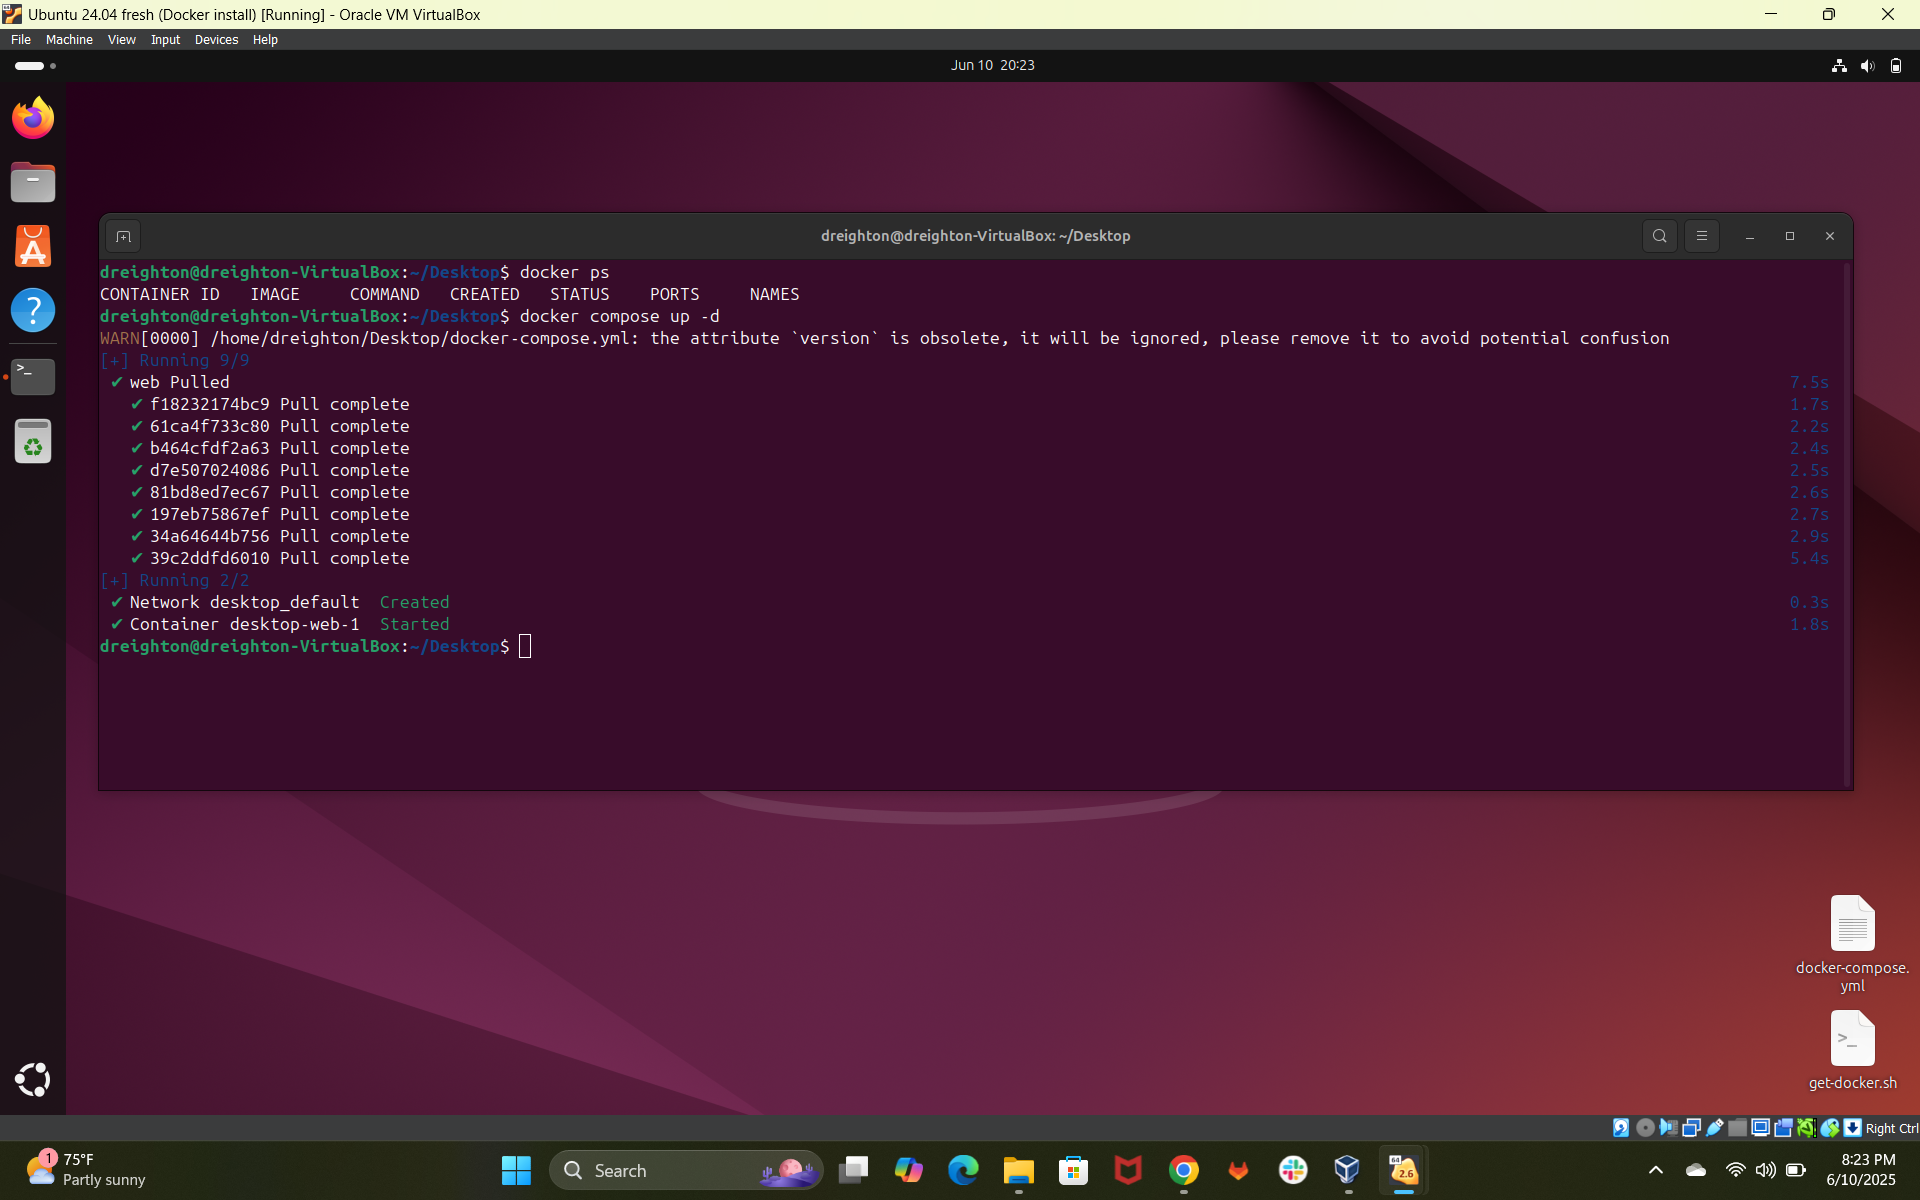 Ubuntu 24.04 fresh (Docker install) [Running] - Oracle VM VirtualBox
File Machine View Input Devices Help
Jun 10 20:23
dreighton@dreighton-VirtualBox: ~/Desktop
dreighton@dreighton-VirtualBox:~/Desktop$ docker ps
CONTAINER ID IMAGE COMMAND CREATED STATUS PORTS NAMES
dreighton@dreighton-VirtualBox:~/Desktop$ docker compose up -d
WARN[0000] /home/dreighton/Desktop/docker-compose.yml: the attribute `version` is obsolete, it will be ignored, please remove it to avoid potential confusion
[+] Running 9/9
✔ web Pulled 7.5s
✔ f18232174bc9 Pull complete 1.7s
✔ 61ca4f733c80 Pull complete 2.2s
✔ b464cfdf2a63 Pull complete 2.4s
✔ d7e507024086 Pull complete 2.5s
✔ 81bd8ed7ec67 Pull complete 2.6s
✔ 197eb75867ef Pull complete 2.7s
✔ 34a64644b756 Pull complete 2.9s
✔ 39c2ddfd6010 Pull complete 5.4s
[+] Running 2/2
✔ Network desktop_default Created 0.3s
✔ Container desktop-web-1 Started 1.8s
dreighton@dreighton-VirtualBox:~/Desktop$
docker-compose.
yml
>_
get-docker.sh
Right Ctrl
1
75°F
Partly sunny
Search
64
2.6
8:23 PM
6/10/2025